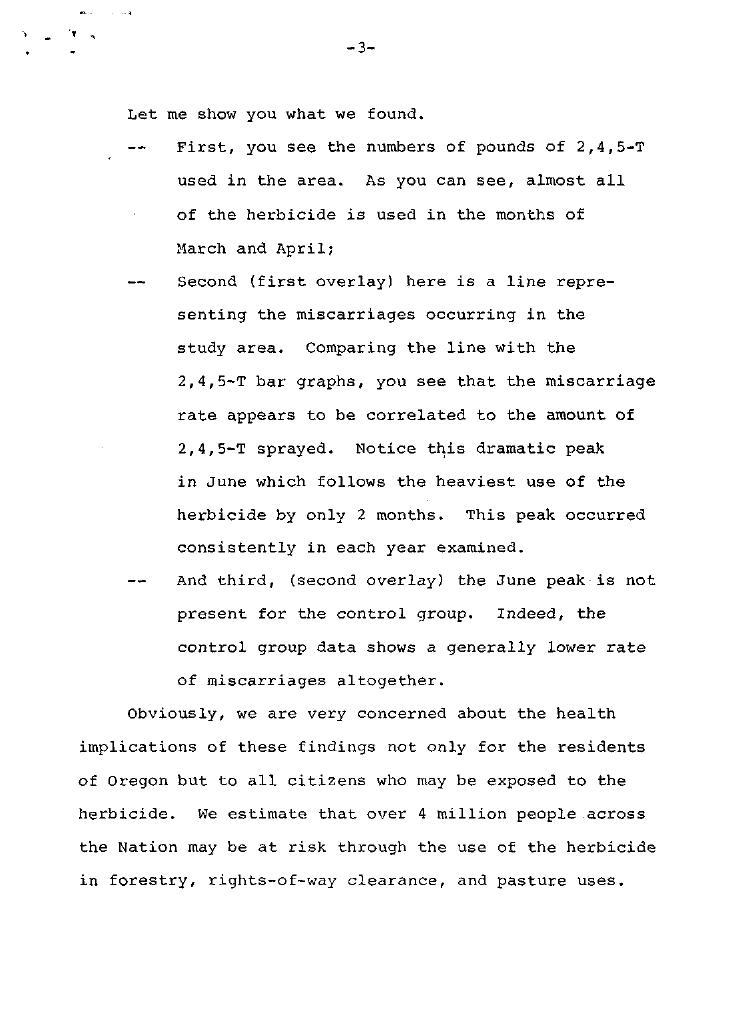 -3-
Let me show you what we found.
-- First, you see the numbers of pounds of 2,4,5-T
used in the area. As you can see, almost all
of the herbicide is used in the months of
March and April;
-- Second (first overlay) here is a line repre-
senting the miscarriages occurring in the
study area. Comparing the line with the
2,4,5-T bar graphs, you see that the miscarriage
rate appears to be correlated to the amount of
2,4,5-T sprayed. Notice this dramatic peak
in June which follows the heaviest use of the
herbicide by only 2 months. This peak occurred
consistently in each year examined.
-- And third, (second overlay) the June peak is not
present for the control group. Indeed, the
control group data shows a generally lower rate
of miscarriages altogether.
Obviously, we are very concerned about the health
implications of these findings not only for the residents
of Oregon but to all citizens who may be exposed to the
herbicide. We estimate that over 4 million people across
the Nation may be at risk through the use of the herbicide
in forestry, rights-of-way clearance, and pasture uses.